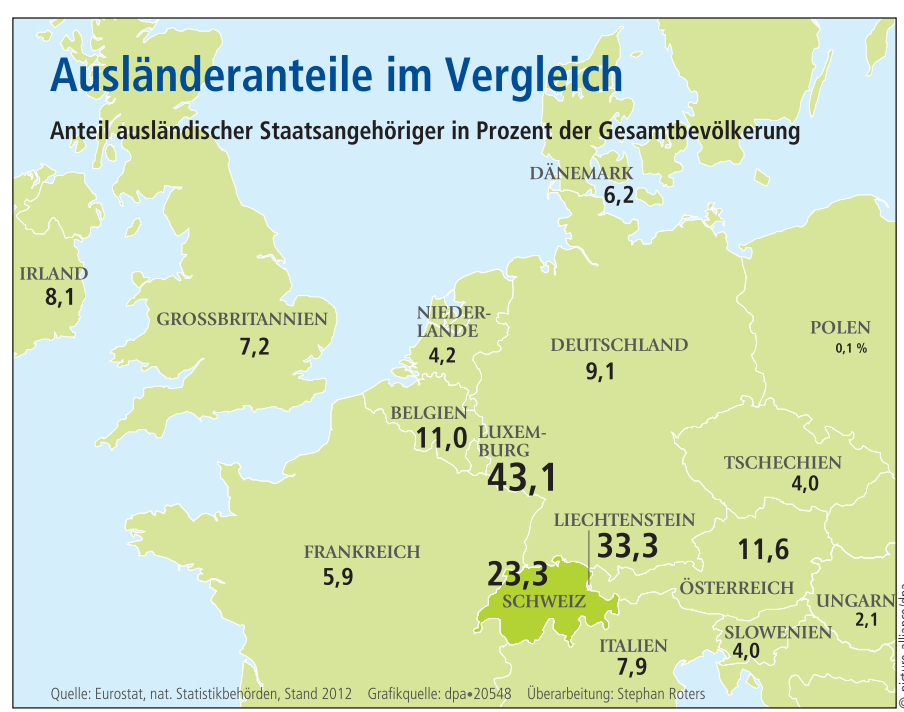 Ausländeranteile im Vergleich
Anteil ausländischer Staatsangehöriger in Prozent der Gesamtbevölkerung
DÄNEMARK
6,2
IRLAND
8,1
GROSSBRITANNIEN
7,2
NIEDER-
LANDE
4,2
DEUTSCHLAND
9,1
POLEN
0,1 %
BELGIEN
11,0
LUXEM-
BURG
43,1
TSCHECHIEN
4,0
LIECHTENSTEIN
33,3
11,6
ÖSTERREICH
FRANKREICH
5,9
23,3
SCHWEIZ
UNGARN
2,1
SLOWENIEN
4,0
ITALIEN
7,9
Quelle: Eurostat, nat. Statistikbehörden, Stand 2012 Grafikquelle: dpa•20548 Überarbeitung: Stephan Roters
© picture alliance/dpa